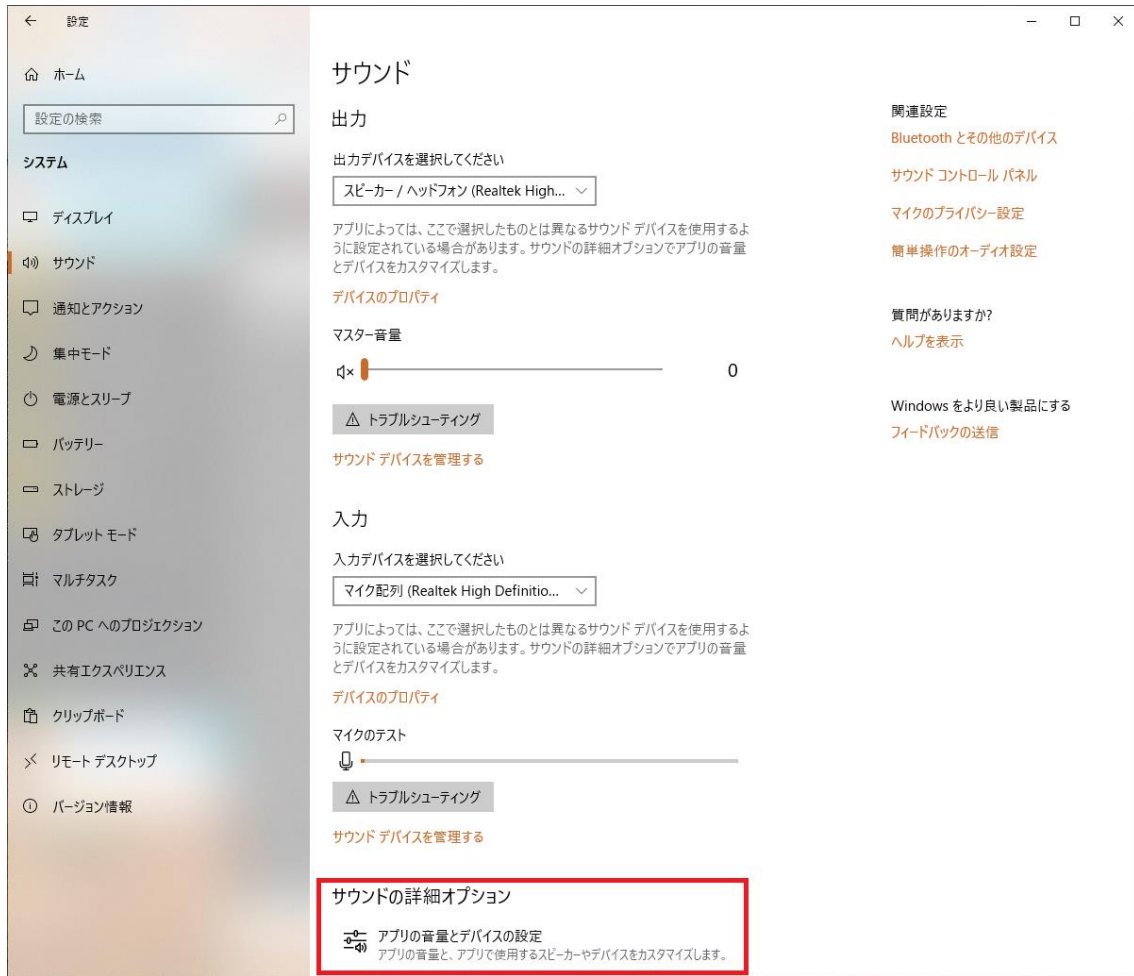 設定
ホーム
設定の検索
システム
ディスプレイ
サウンド
通知とアクション
集中モード
電源とスリープ
バッテリー
ストレージ
タブレット モード
マルチタスク
この PC へのプロジェクション
共有エクスペリエンス
クリップボード
リモート デスクトップ
バージョン情報
サウンド
出力
出力デバイスを選択してください
スピーカー / ヘッドフォン (Realtek High...
アプリによっては、ここで選択したものとは異なるサウンド デバイスを使用するよ
うに設定されている場合があります。サウンドの詳細オプションでアプリの音量
とデバイスをカスタマイズします。
デバイスのプロパティ
マスター音量
0
トラブルシューティング
サウンド デバイスを管理する
入力
入力デバイスを選択してください
マイク配列 (Realtek High Definitio...
アプリによっては、ここで選択したものとは異なるサウンド デバイスを使用するよ
うに設定されている場合があります。サウンドの詳細オプションでアプリの音量
とデバイスをカスタマイズします。
デバイスのプロパティ
マイクのテスト
トラブルシューティング
サウンド デバイスを管理する
サウンドの詳細オプション
アプリの音量とデバイスの設定
アプリの音量と、アプリで使用するスピーカーやデバイスをカスタマイズします。
関連設定
Bluetooth とその他のデバイス
サウンド コントロール パネル
マイクのプライバシー設定
簡単操作のオーディオ設定
質問がありますか?
ヘルプを表示
Windows をより良い製品にする
フィードバックの送信